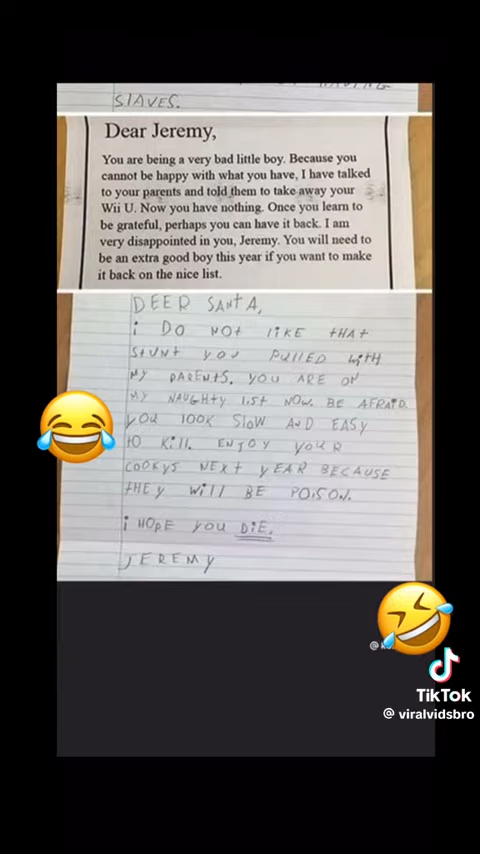 SLAVES.
Dear Jeremy,
You are being a very bad little boy. Because you
cannot be happy with what you have, I have talked
to your parents and told them to take away your
Wii U. Now you have nothing. Once you learn to
be grateful, perhaps you can have it back. I am
very disappointed in you, Jeremy. You will need to
be an extra good boy this year if you want to make
it back on the nice list.
DEER SANTA,
i DO NOT liKE tHAt
StUNt YOU PUllED WitH
MY PARENTS. YOU ARE ON
MY NAUGHtY liSt NOW. BE AFRAiD.
YOU lOOK SlOW AND EASY
tO Kill. ENJOY YOUR
COOKYS NEXT YEAR BECAUSE
tHEY Will BE POiSON.
i HOPE YOU DiE.
JEREMY
TikTok
@ viralvidsbro